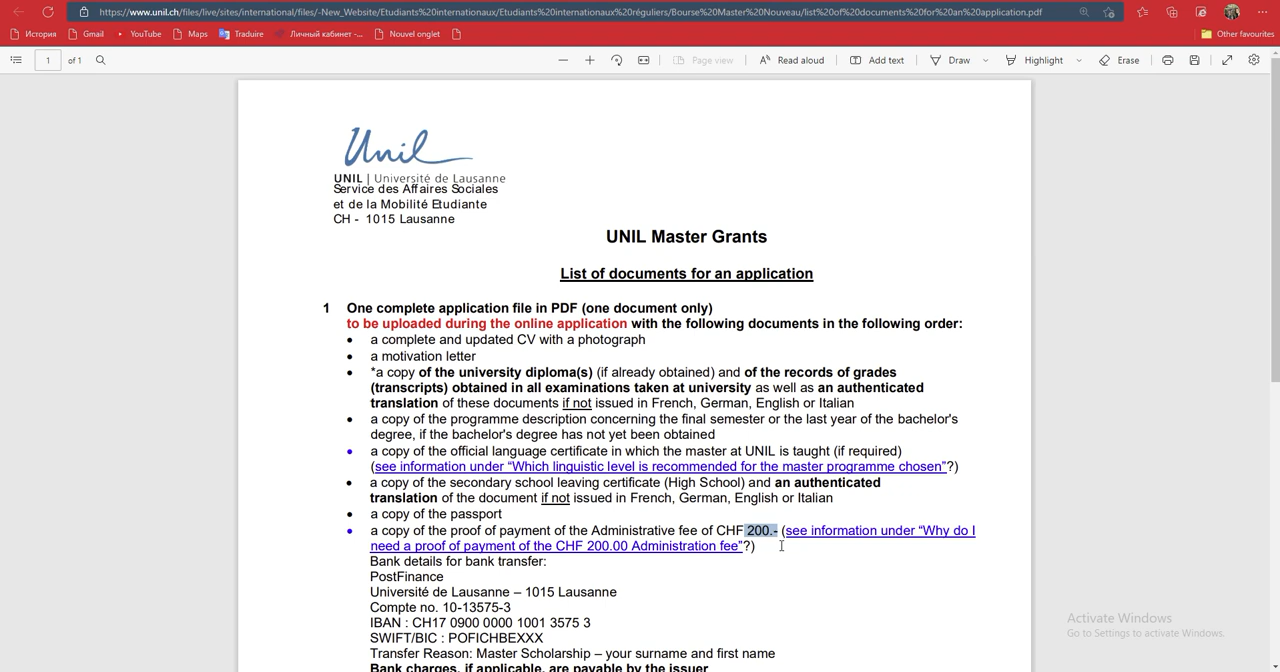 https://www.unil.ch/files/live/sites/international/files/-New_Website/Etudiants%20internationaux/Etudiants%20internationaux%20réguliers/Bourse%20Master%20Nouveau/list%20of%20documents%20for%20an%20application.pdf
История Gmail YouTube Maps Traduire Личный кабинет -... Nouvel onglet Other favourites
1 of 1 Page view Read aloud Add text Draw Highlight Erase
Unil
UNIL | Université de Lausanne
Service des Affaires Sociales
et de la Mobilité Etudiante
CH - 1015 Lausanne
UNIL Master Grants
List of documents for an application
1 One complete application file in PDF (one document only)
to be uploaded during the online application with the following documents in the following order:
• a complete and updated CV with a photograph
• a motivation letter
• *a copy of the university diploma(s) (if already obtained) and of the records of grades
(transcripts) obtained in all examinations taken at university as well as an authenticated
translation of these documents if not issued in French, German, English or Italian
• a copy of the programme description concerning the final semester or the last year of the bachelor's
degree, if the bachelor's degree has not yet been obtained
• a copy of the official language certificate in which the master at UNIL is taught (if required)
(see information under “Which linguistic level is recommended for the master programme chosen”?)
• a copy of the secondary school leaving certificate (High School) and an authenticated
translation of the document if not issued in French, German, English or Italian
• a copy of the passport
• a copy of the proof of payment of the Administrative fee of CHF 200.- (see information under “Why do I
need a proof of payment of the CHF 200.00 Administration fee”?)
Bank details for bank transfer:
PostFinance
Université de Lausanne – 1015 Lausanne
Compte no. 10-13575-3
IBAN : CH17 0900 0000 1001 3575 3
SWIFT/BIC : POFICHBEXXX
Transfer Reason: Master Scholarship – your surname and first name
Bank charges, if applicable, are payable by the issuer
Activate Windows
Go to Settings to activate Windows.